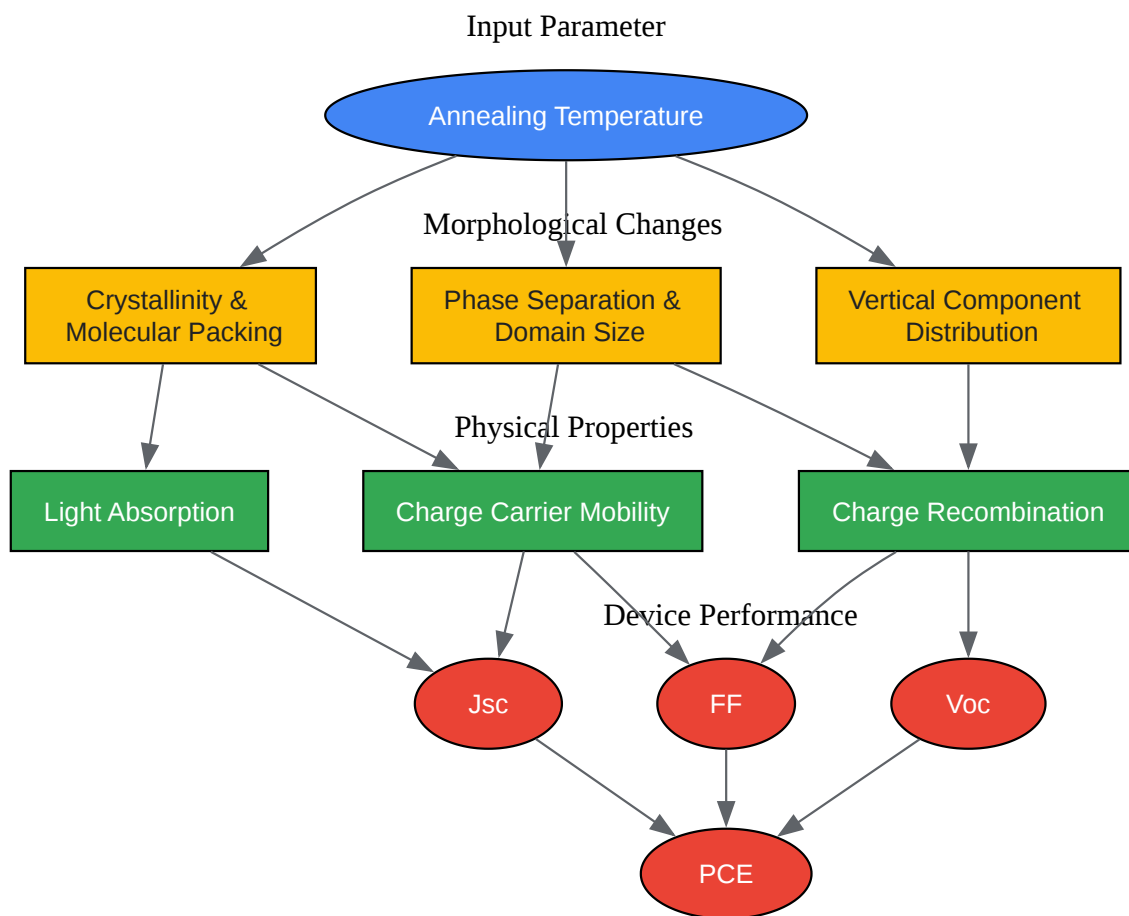 Input Parameter
Annealing Temperature
Morphological Changes
Crystallinity &
Molecular Packing
Phase Separation &
Domain Size
Vertical Component
Distribution
Physical Properties
Light Absorption
Charge Carrier Mobility
Charge Recombination
Device Performance
Jsc
FF
Voc
PCE